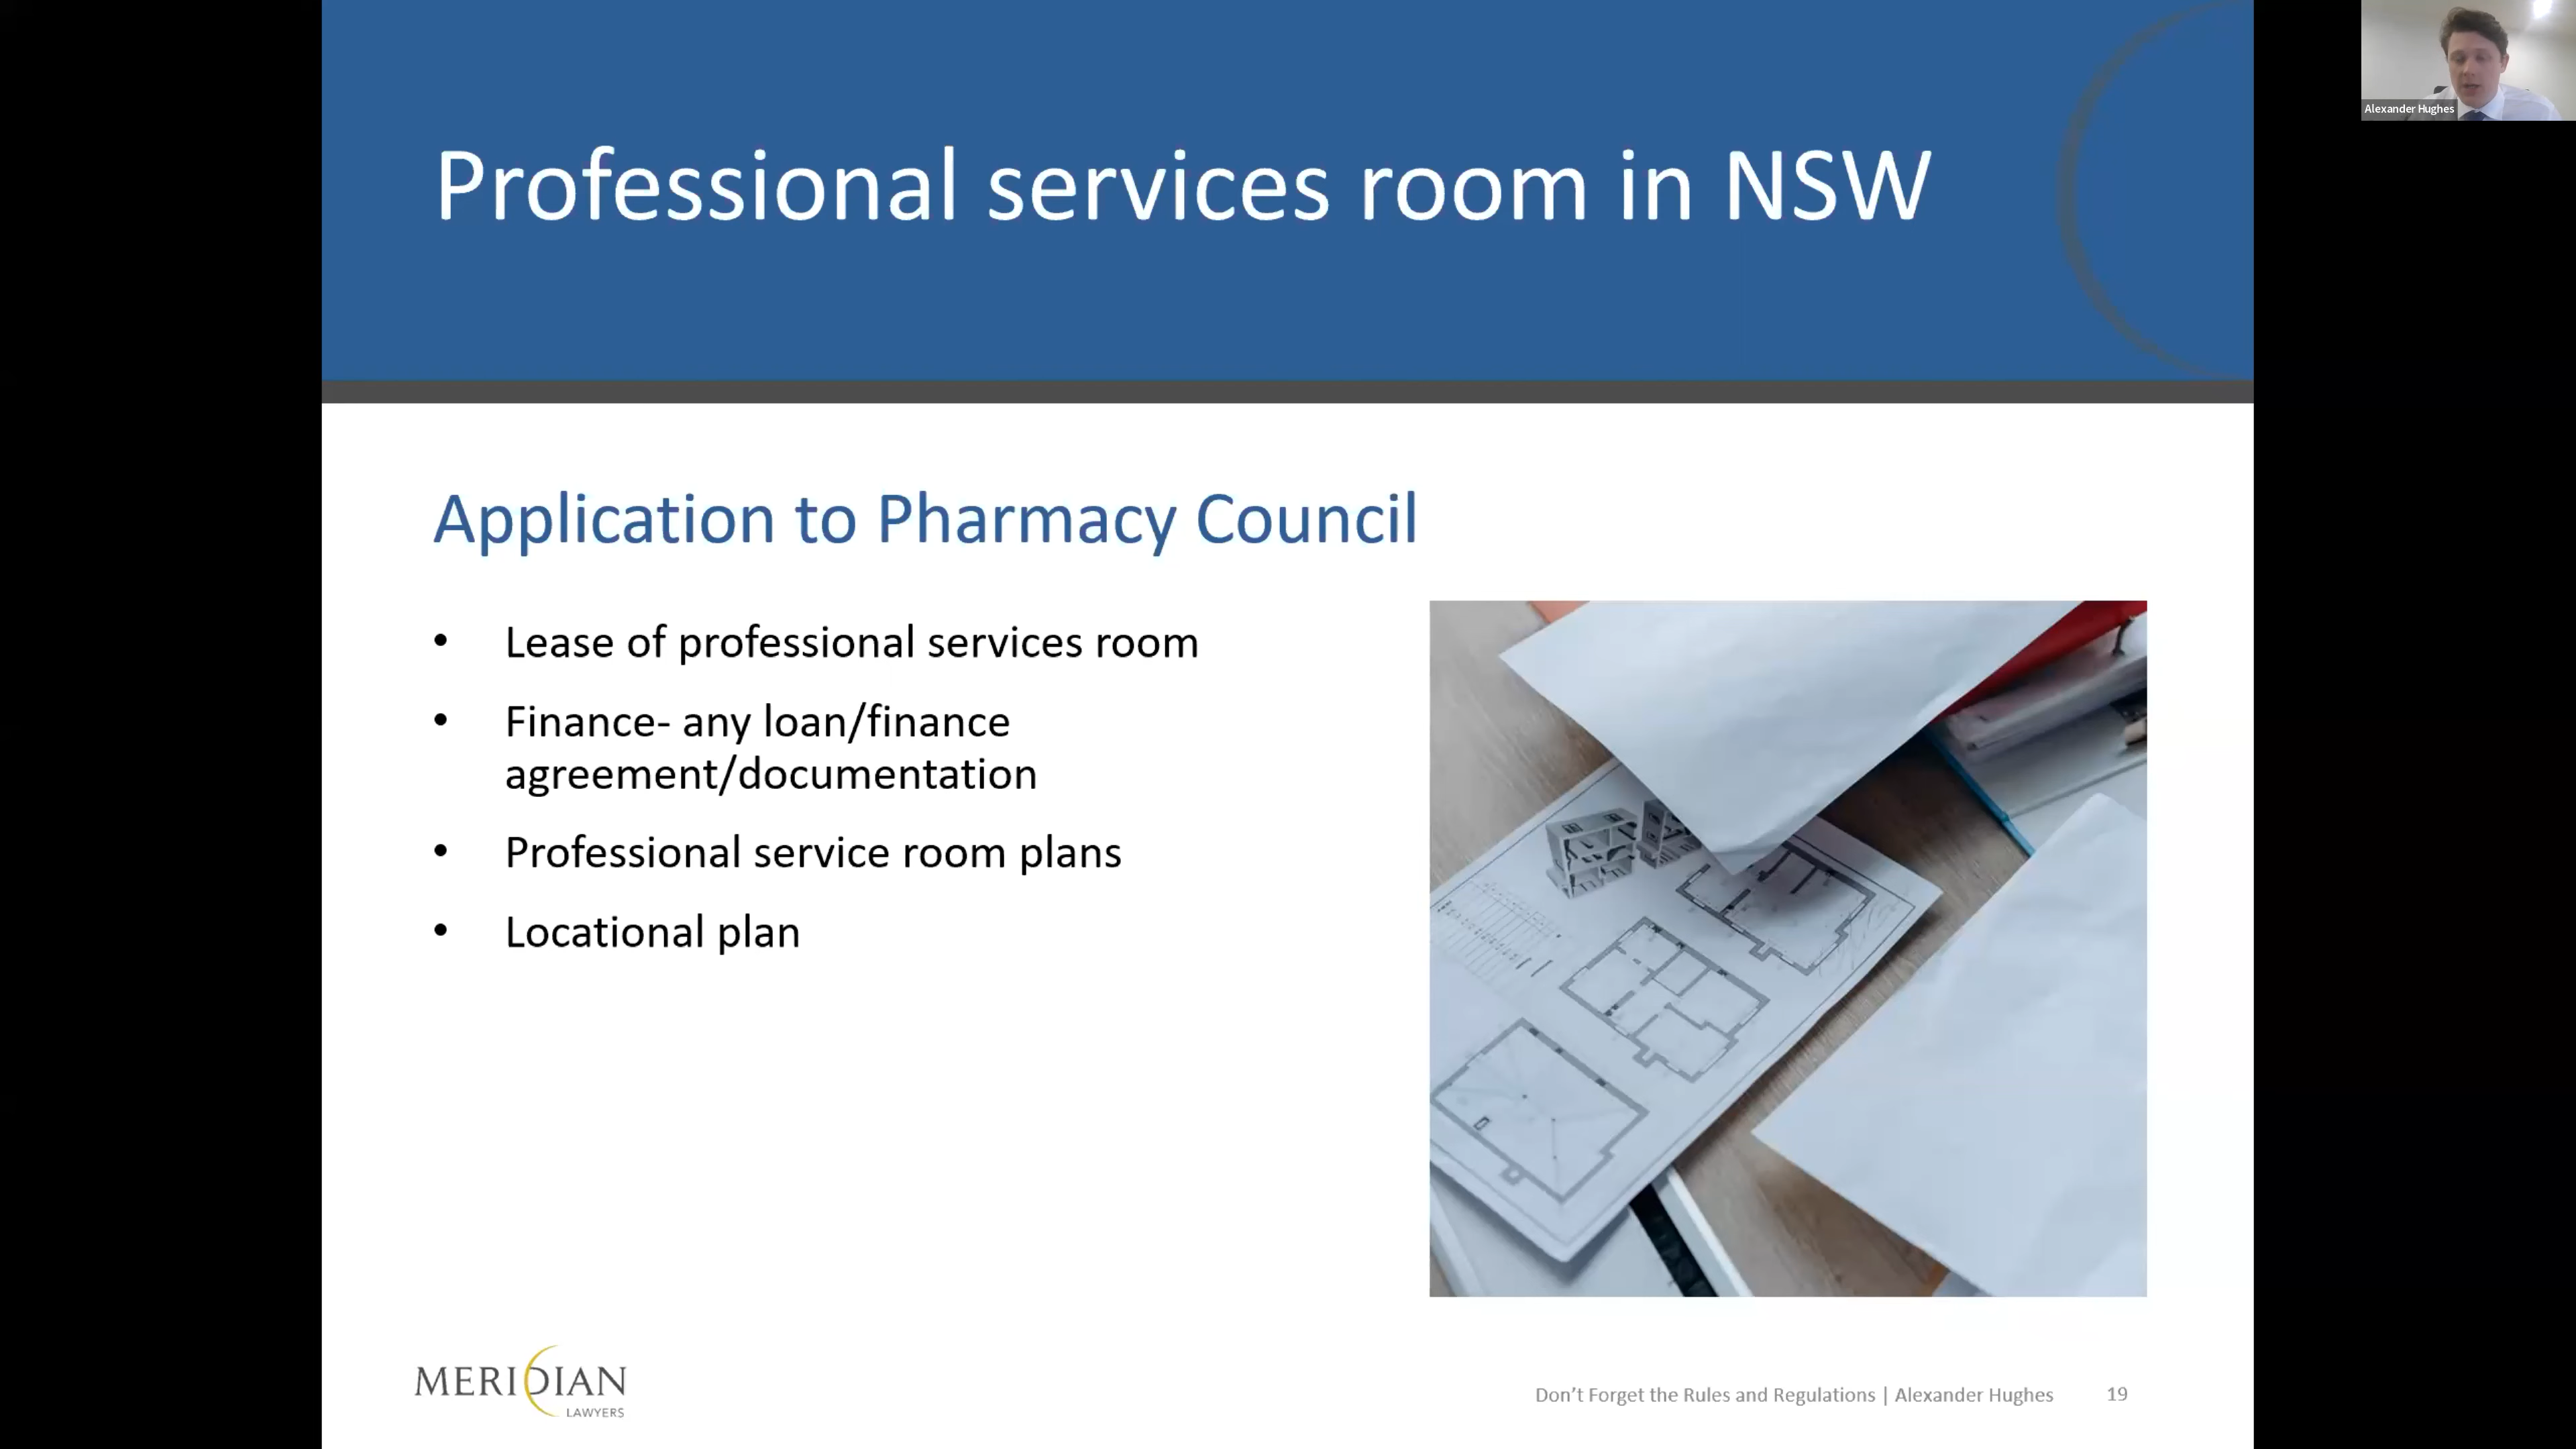 Alexander Hughes
Professional services room in NSW
Application to Pharmacy Council
• Lease of professional services room
• Finance- any loan/finance
agreement/documentation
• Professional service room plans
• Locational plan
MERIDIAN
LAWYERS
Don't Forget the Rules and Regulations | Alexander Hughes 19